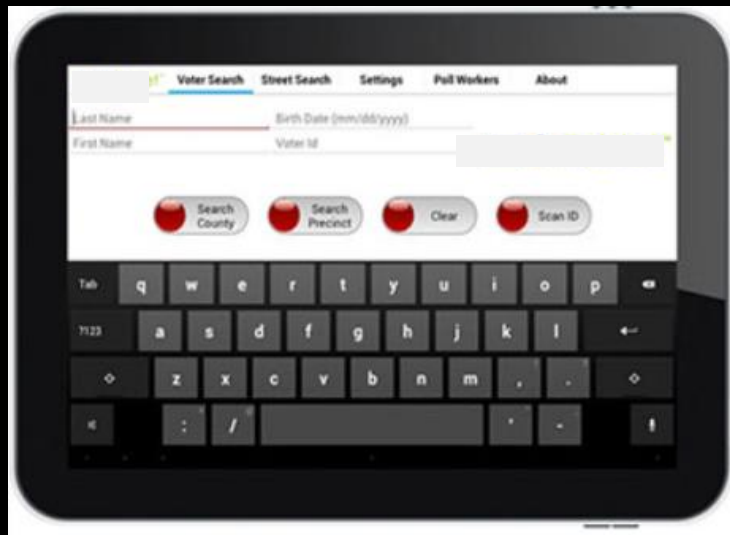 Voter Search Street Search Settings Poll Workers About
Last Name Birth Date (mm/dd/yyyy)
First Name Voter Id
Search County Search Precinct Clear Scan ID
Tab q w e r t y u i o p
?123 a s d f g h j k l
z x c v b n m , .
: / ' -